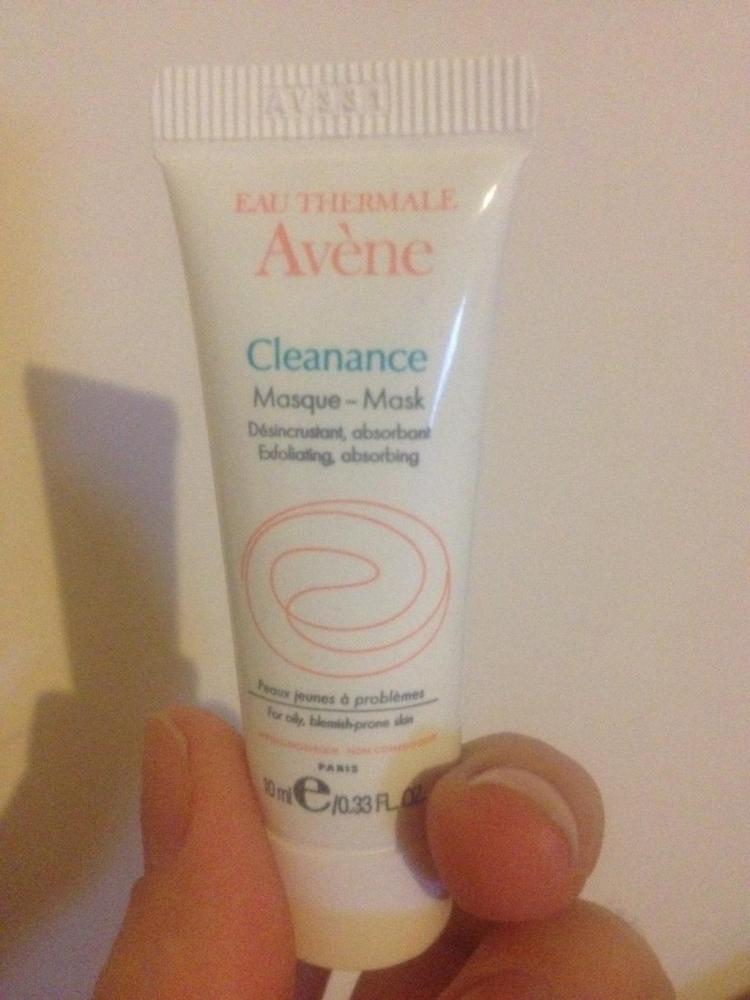 EAU THERMALE
Avène
Cleanance
Masque – Mask
Désincrustant, absorbant
Exfoliating, absorbing
Peaux jeunes à problèmes
For oily, blemish-prone skin
PARIS
10 ml e/0.33 FL.OZ.